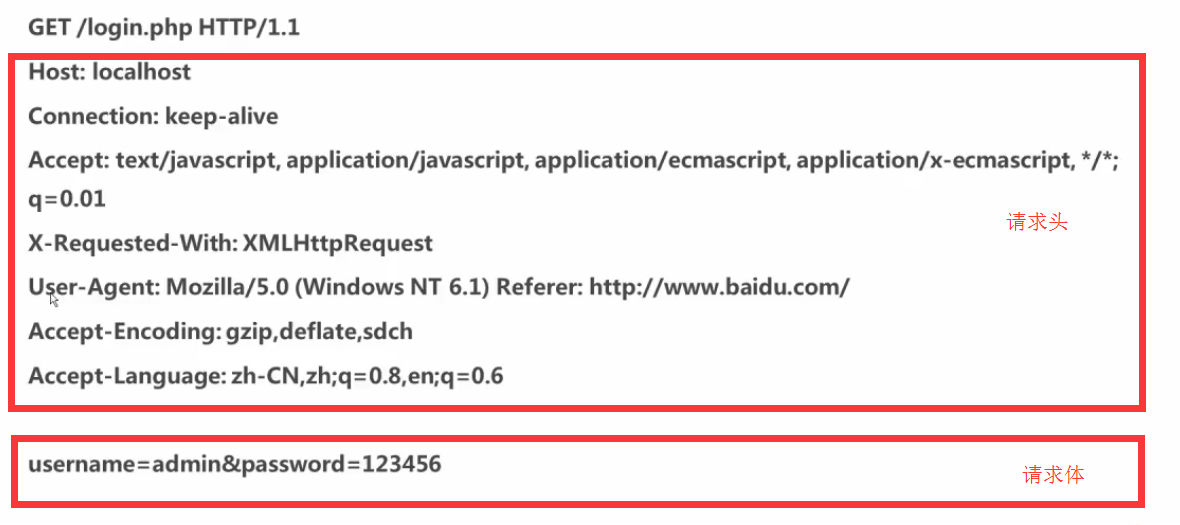 GET /login.php HTTP/1.1
Host: localhost
Connection: keep-alive
Accept: text/javascript, application/javascript, application/ecmascript, application/x-ecmascript, */*;
q=0.01
请求头
X-Requested-With: XMLHttpRequest
User-Agent: Mozilla/5.0 (Windows NT 6.1) Referer: http://www.baidu.com/
Accept-Encoding: gzip,deflate,sdch
Accept-Language: zh-CN,zh;q=0.8,en;q=0.6
username=admin&password=123456
请求体